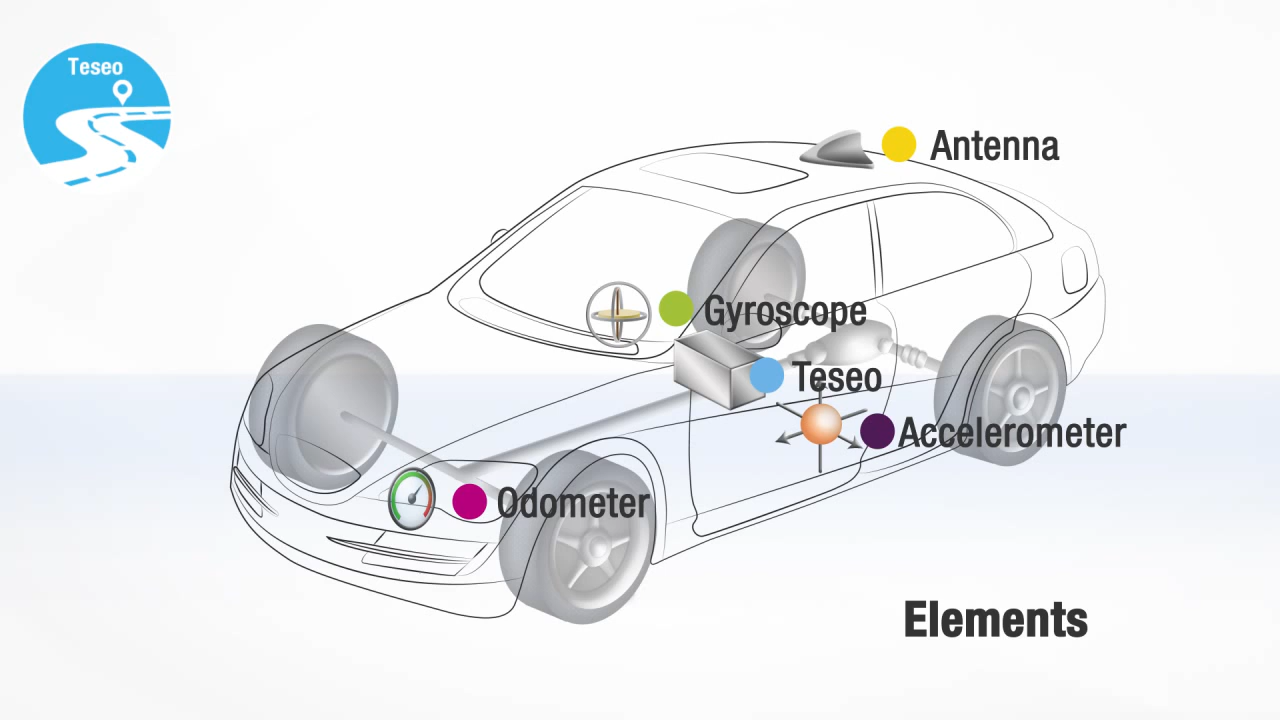 Teseo
Antenna
Gyroscope
Teseo
Accelerometer
Odometer
Elements